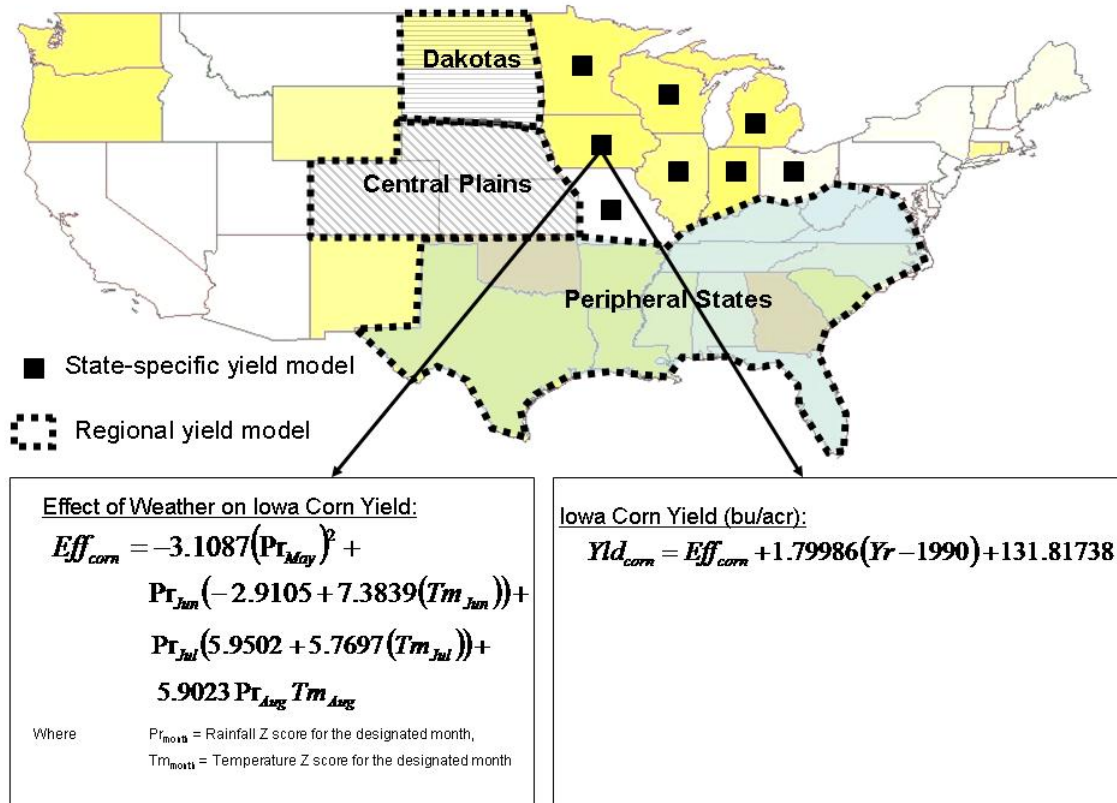 Dakotas
Central Plains
Peripheral States
State-specific yield model
Regional yield model
Effect of Weather on Iowa Corn Yield:
Eff_corn = −3.1087(Pr_May)² +
Pr_Jun(−2.9105 + 7.3839(Tm_Jun)) +
Pr_Jul(5.9502 + 5.7697(Tm_Jul)) +
5.9023 Pr_Aug Tm_Aug
Where Pr_month = Rainfall Z score for the designated month,
Tm_month = Temperature Z score for the designated month
Iowa Corn Yield (bu/acr):
Yld_corn = Eff_corn + 1.79986(Yr − 1990) + 131.81738